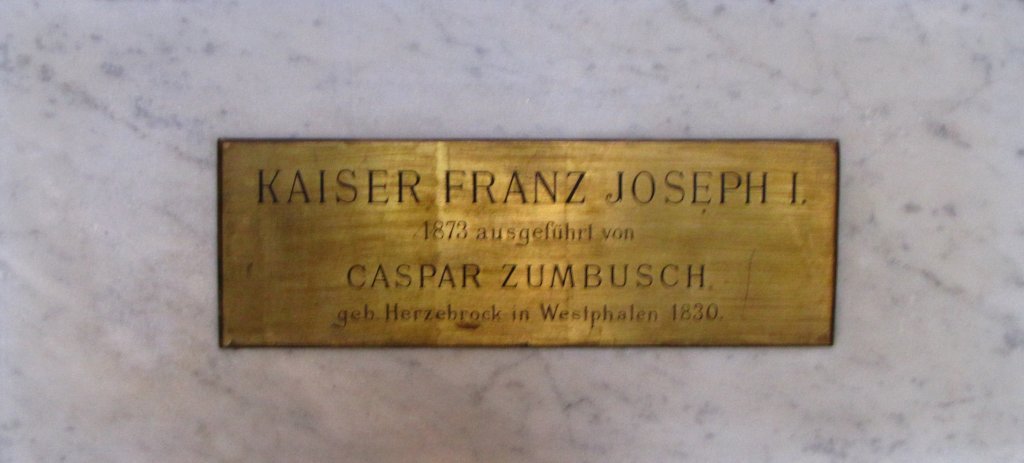 KAISER FRANZ JOSEPH I.
1873 ausgeführt von
CASPAR ZUMBUSCH.
geb. Herzebrock in Westphalen 1830.